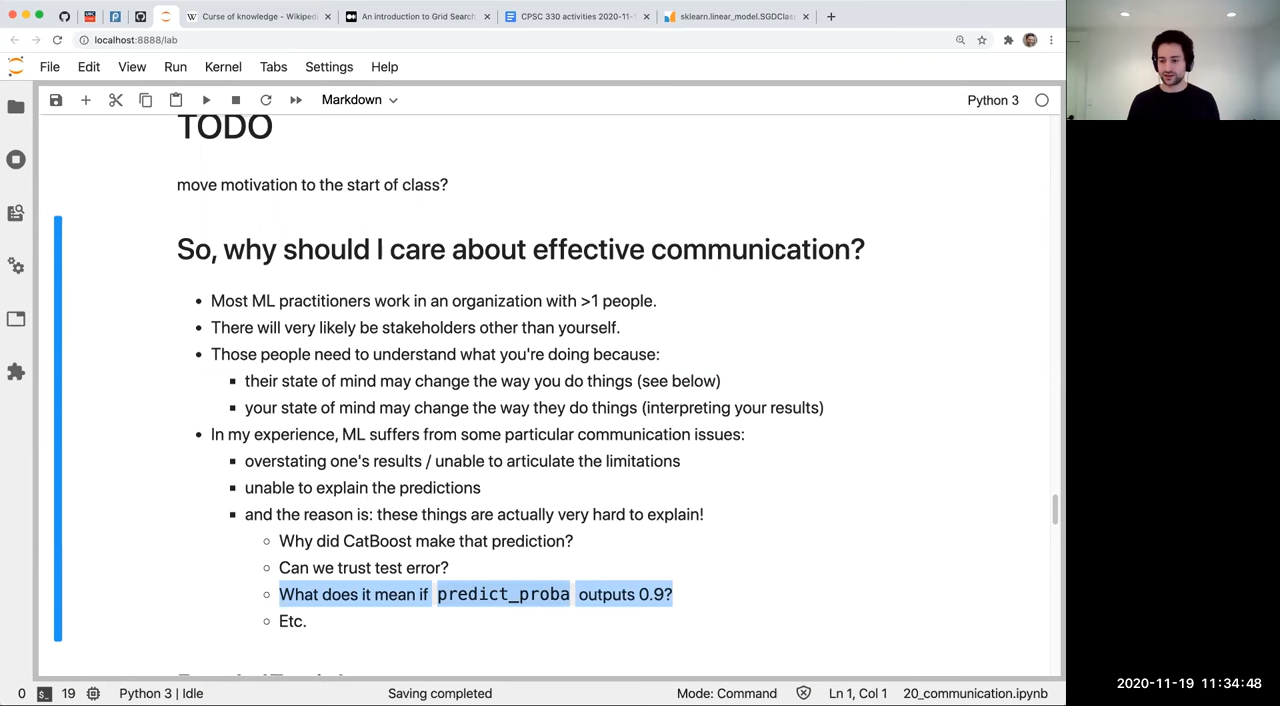 Curse of knowledge - Wikiped
An introduction to Grid Search
CPSC 330 activities 2020-11-1
sklearn.linear_model.SGDClas
localhost:8888/lab
File Edit View Run Kernel Tabs Settings Help
Markdown
Python 3
TODO
move motivation to the start of class?
So, why should I care about effective communication?
Most ML practitioners work in an organization with >1 people.
There will very likely be stakeholders other than yourself.
Those people need to understand what you're doing because:
their state of mind may change the way you do things (see below)
your state of mind may change the way they do things (interpreting your results)
In my experience, ML suffers from some particular communication issues:
overstating one's results / unable to articulate the limitations
unable to explain the predictions
and the reason is: these things are actually very hard to explain!
Why did CatBoost make that prediction?
Can we trust test error?
What does it mean if predict_proba outputs 0.9?
Etc.
0 $_ 19 Python 3 | Idle Saving completed Mode: Command Ln 1, Col 1 20_communication.ipynb
2020-11-19 11:34:48